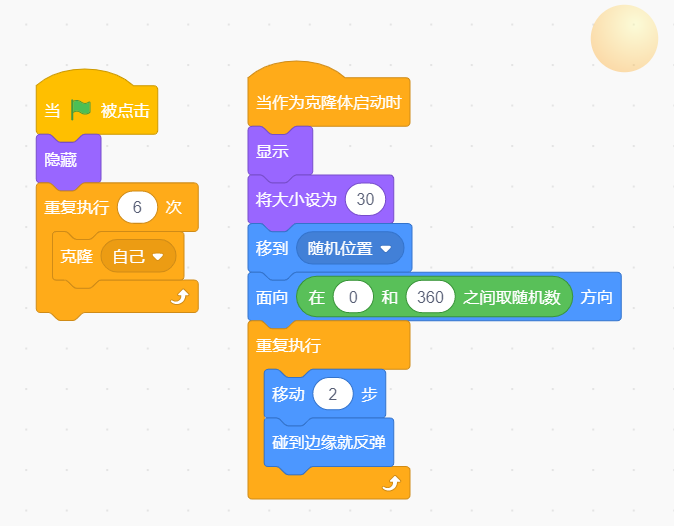 当 被点击
隐藏
重复执行 6 次
克隆 自己
当作为克隆体启动时
显示
将大小设为 30
移到 随机位置
面向 在 0 和 360 之间取随机数 方向
重复执行
移动 2 步
碰到边缘就反弹